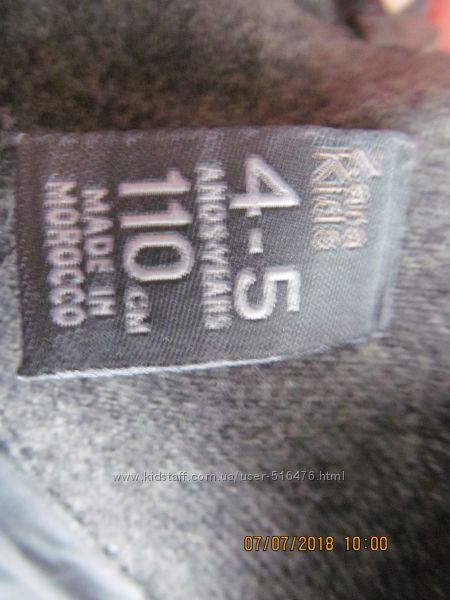 Zara
Kids
4-5
AÑOS/YEARS
110
CM
MADE IN
MOROCCO
www.kidstaff.com.ua/user-516476.html
07/07/2018 10:00